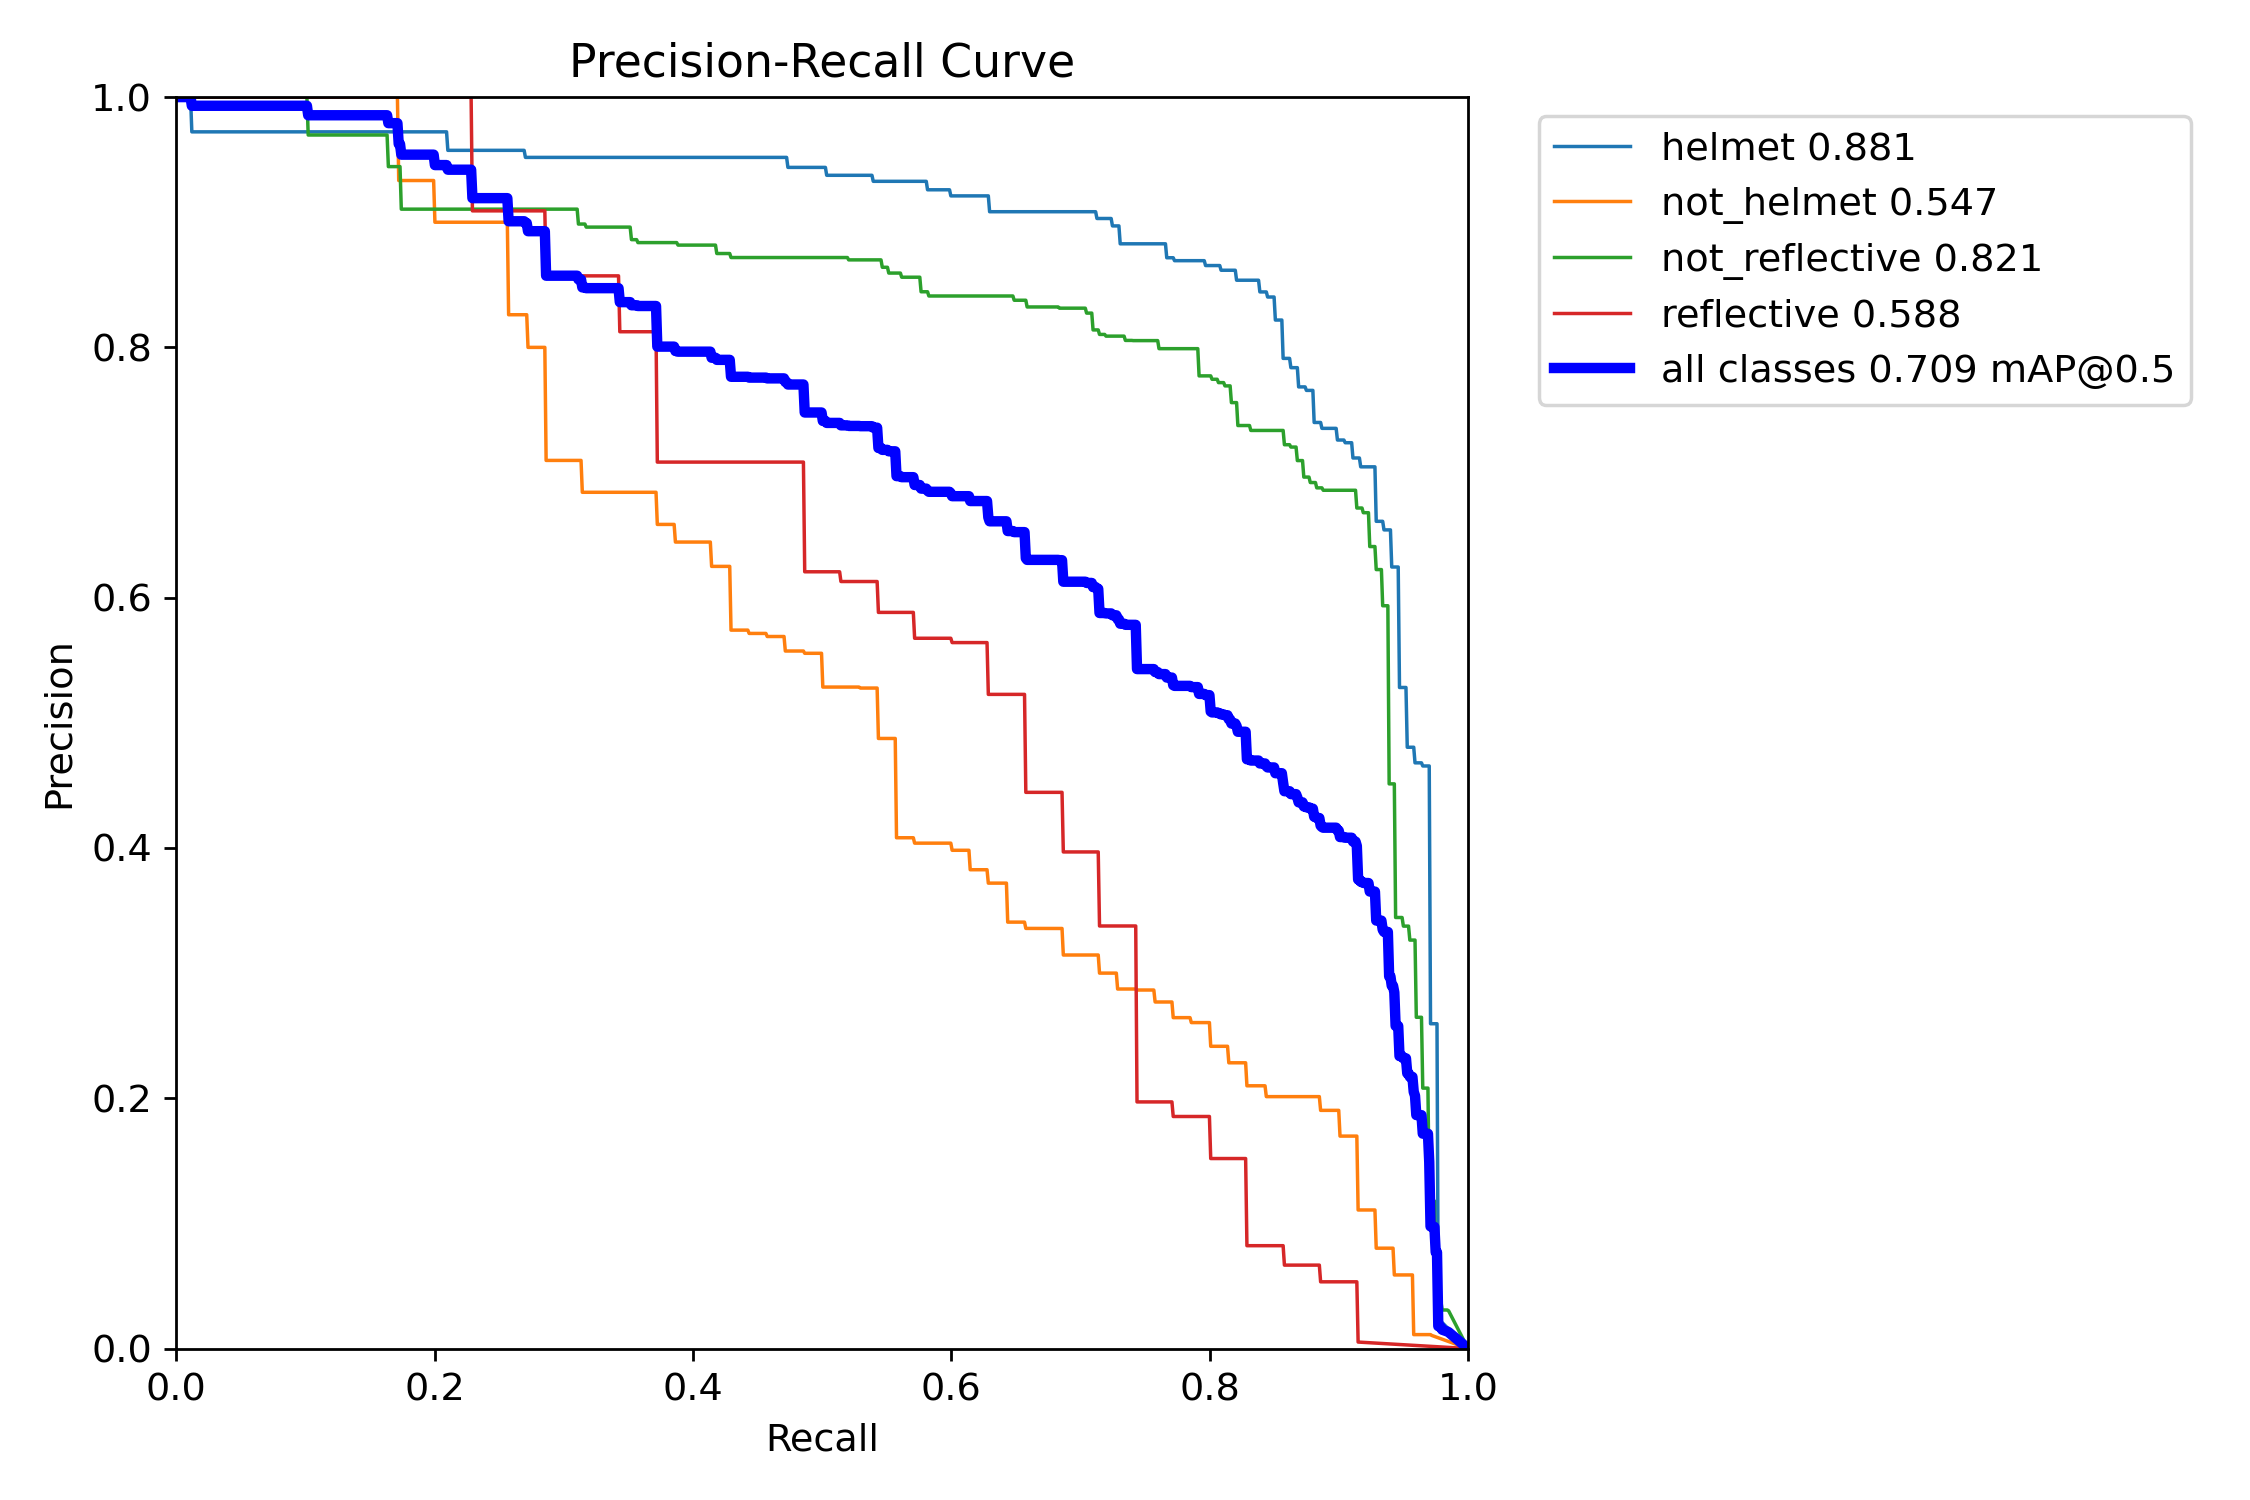 Precision-Recall Curve
1.0
0.8
0.6
0.4
0.2
0.0
Precision
0.0 0.2 0.4 0.6 0.8 1.0
Recall
helmet 0.881
not_helmet 0.547
not_reflective 0.821
reflective 0.588
all classes 0.709 mAP@0.5